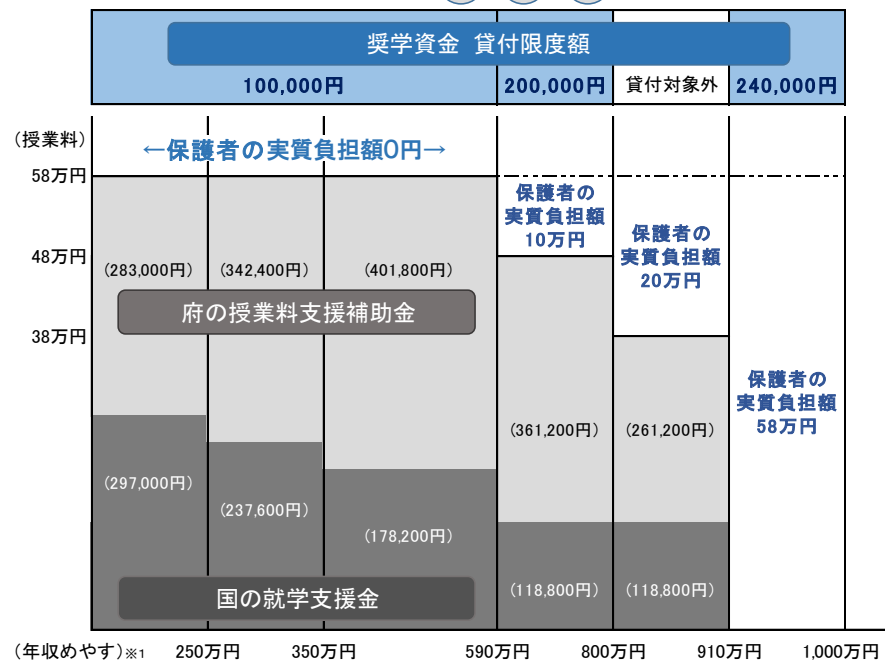 奨学資金 貸付限度額
100,000円
200,000円
貸付対象外
240,000円
(授業料)
←保護者の実質負担額0円→
58万円
48万円
38万円
保護者の
実質負担額
10万円
保護者の
実質負担額
20万円
(283,000円)
(342,400円)
(401,800円)
府の授業料支援補助金
保護者の
実質負担額
58万円
(361,200円)
(261,200円)
(297,000円)
(237,600円)
(178,200円)
(118,800円)
(118,800円)
国の就学支援金
(年収めやす)※1
250万円
350万円
590万円
800万円
910万円
1,000万円